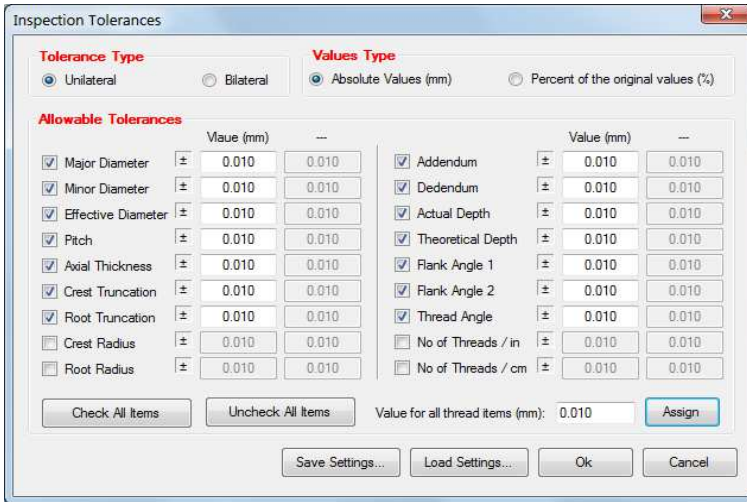 Inspection Tolerances
Tolerance Type
Unilateral Bilateral
Values Type
Absolute Values (mm) Percent of the original values (%)
Allowable Tolerances
Vlaue (mm) ---
Major Diameter ± 0.010 0.010
Minor Diameter ± 0.010 0.010
Effective Diameter ± 0.010 0.010
Pitch ± 0.010 0.010
Axial Thickness ± 0.010 0.010
Crest Truncation ± 0.010 0.010
Root Truncation ± 0.010 0.010
Crest Radius ± 0.010 0.010
Root Radius ± 0.010 0.010
Value (mm) ---
Addendum ± 0.010 0.010
Dedendum ± 0.010 0.010
Actual Depth ± 0.010 0.010
Theoretical Depth ± 0.010 0.010
Flank Angle 1 ± 0.010 0.010
Flank Angle 2 ± 0.010 0.010
Thread Angle ± 0.010 0.010
No of Threads / in ± 0.010 0.010
No of Threads / cm ± 0.010 0.010
Check All Items Uncheck All Items Value for all thread items (mm): 0.010 Assign
Save Settings... Load Settings... Ok Cancel